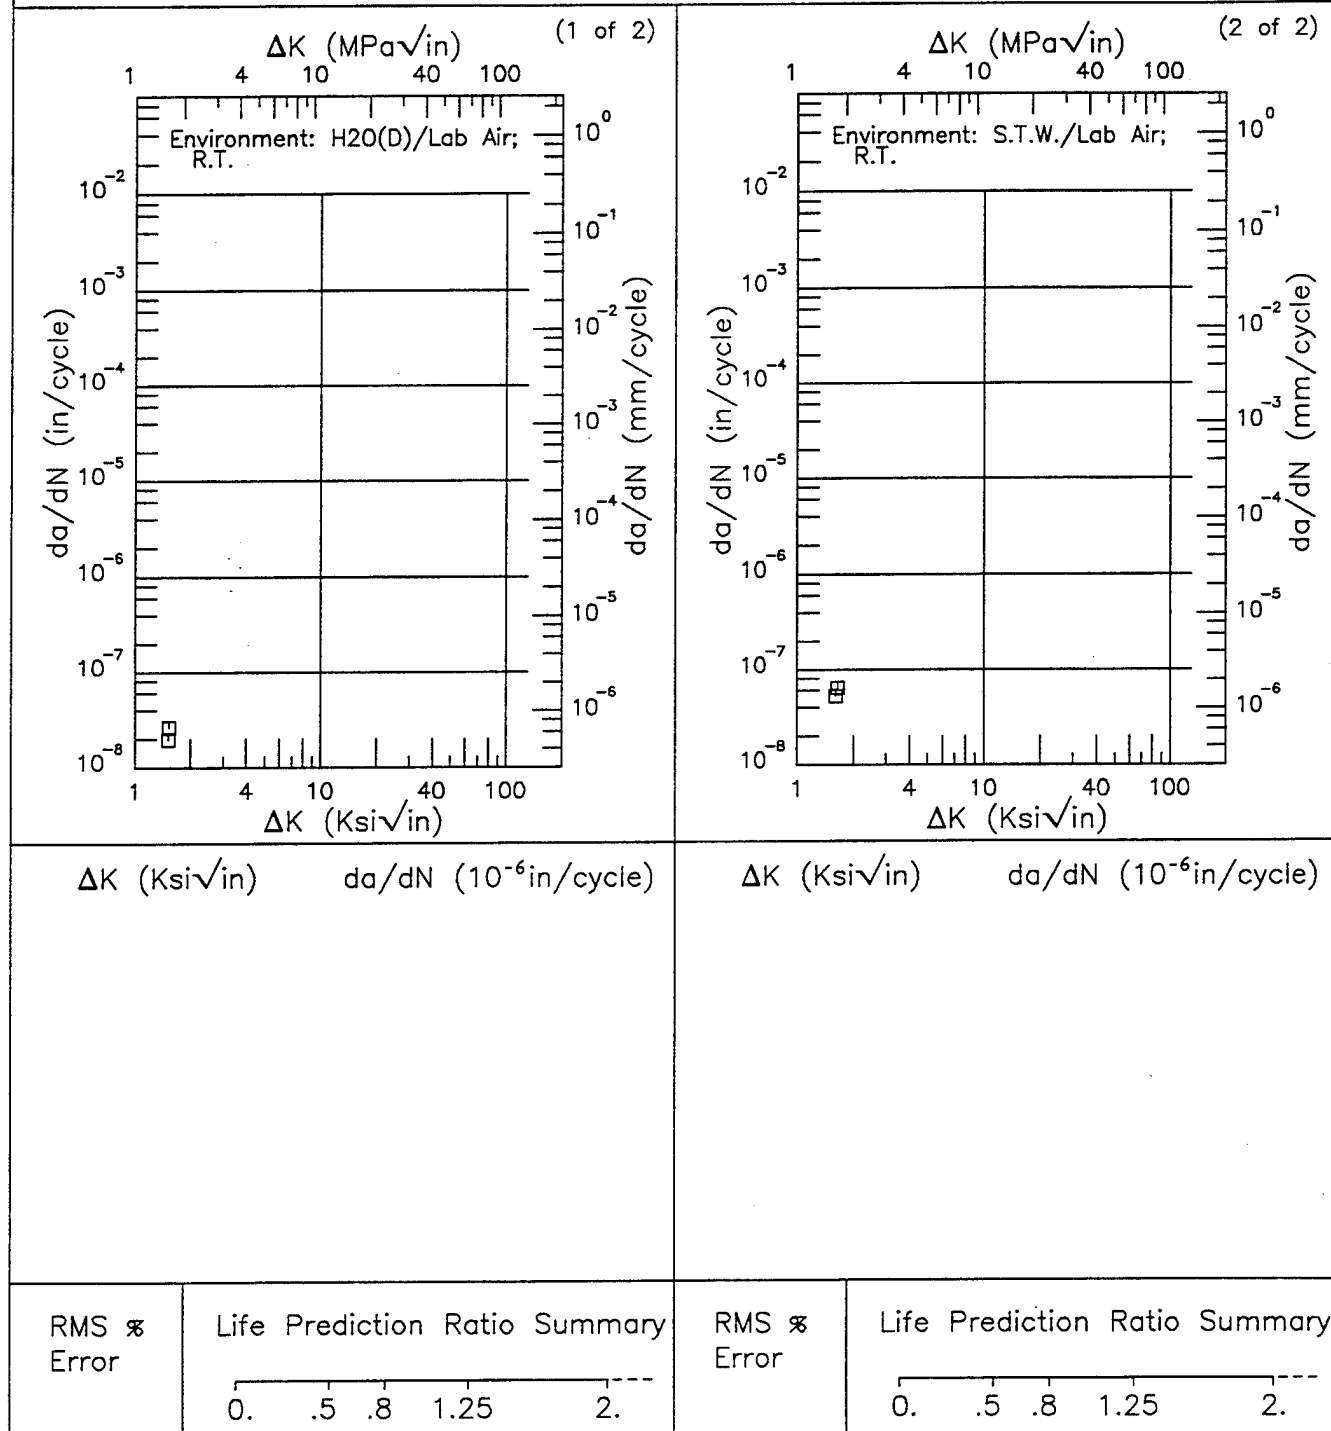 (1 of 2)
ΔK (MPa√in)
1 4 10 40 100
Environment: H2O(D)/Lab Air;
R.T.
da/dN (in/cycle)
10⁻²
10⁻³
10⁻⁴
10⁻⁵
10⁻⁶
10⁻⁷
10⁻⁸
10⁰
10⁻¹
10⁻²
10⁻³
10⁻⁴
10⁻⁵
10⁻⁶
da/dN (mm/cycle)
1 4 10 40 100
ΔK (Ksi√in)
ΔK (Ksi√in) da/dN (10⁻⁶in/cycle)
RMS %
Error
Life Prediction Ratio Summary
0. .5 .8 1.25 2.
(2 of 2)
ΔK (MPa√in)
1 4 10 40 100
Environment: S.T.W./Lab Air;
R.T.
da/dN (in/cycle)
10⁻²
10⁻³
10⁻⁴
10⁻⁵
10⁻⁶
10⁻⁷
10⁻⁸
10⁰
10⁻¹
10⁻²
10⁻³
10⁻⁴
10⁻⁵
10⁻⁶
da/dN (mm/cycle)
1 4 10 40 100
ΔK (Ksi√in)
ΔK (Ksi√in) da/dN (10⁻⁶in/cycle)
RMS %
Error
Life Prediction Ratio Summary
0. .5 .8 1.25 2.